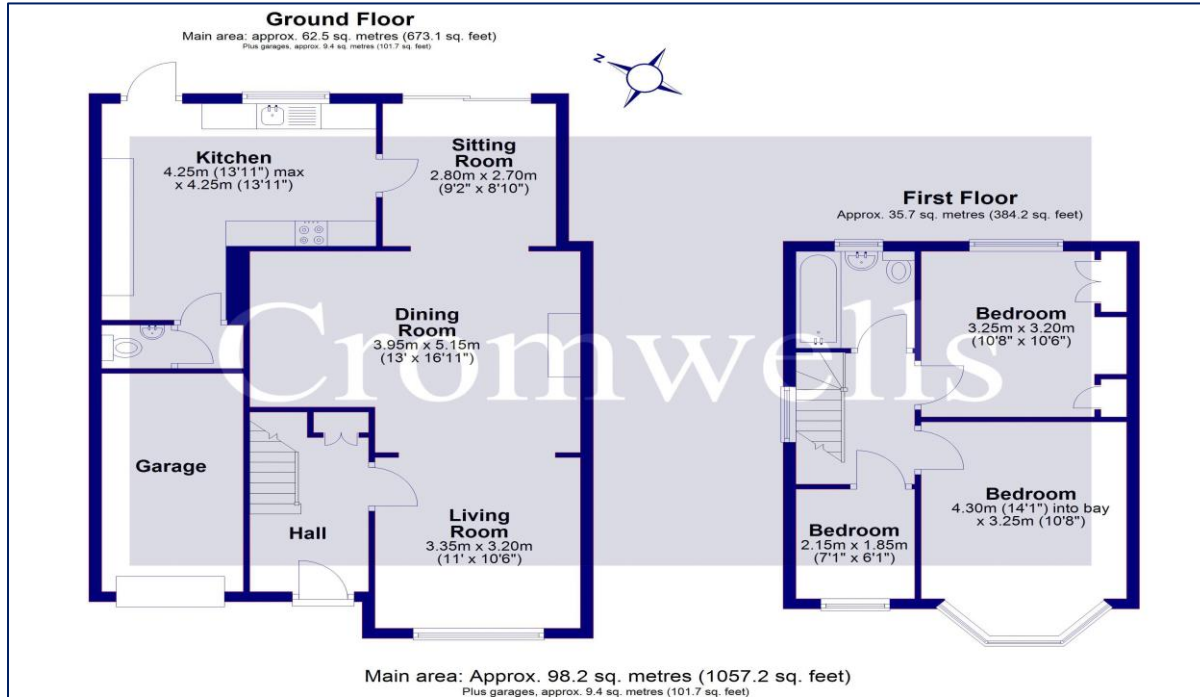 Ground Floor
Main area: approx. 62.5 sq. metres (673.1 sq. feet)
Plus garages, approx. 9.4 sq. metres (101.7 sq. feet)
N
Kitchen
4.25m (13'11") max
x 4.25m (13'11")
Sitting
Room
2.80m x 2.70m
(9'2" x 8'10")
First Floor
Approx. 35.7 sq. metres (384.2 sq. feet)
Dining
Room
3.95m x 5.15m
(13' x 16'11")
Bedroom
3.25m x 3.20m
(10'8" x 10'6")
Cromwells
Garage
Hall
Living
Room
3.35m x 3.20m
(11' x 10'6")
Bedroom
2.15m x 1.85m
(7'1" x 6'1")
Bedroom
4.30m (14'1") into bay
x 3.25m (10'8")
Main area: Approx. 98.2 sq. metres (1057.2 sq. feet)
Plus garages, approx. 9.4 sq. metres (101.7 sq. feet)